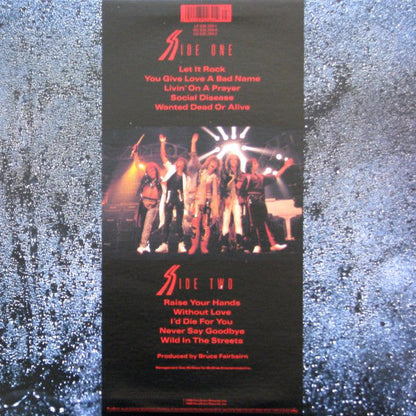 SIDE ONE
Let It Rock
You Give Love A Bad Name
Livin' On A Prayer
Social Disease
Wanted Dead Or Alive
SIDE TWO
Raise Your Hands
Without Love
I'd Die For You
Never Say Goodbye
Wild In The Streets
Produced by Bruce Fairbairn